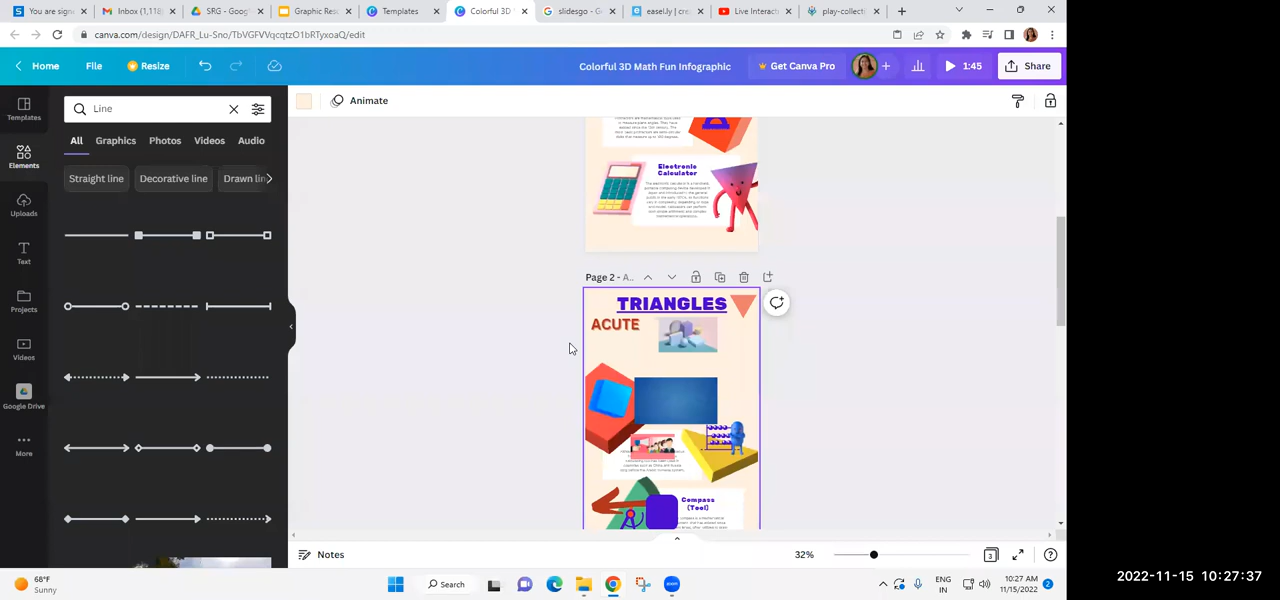 You are sign
Inbox (1,118)
SRG - Goog
Graphic Res
Templates
Colorful 3D
slidesgo - G
easel.ly | cre
Live Interact
play-collecti
canva.com/design/DAFR_Lu-Sno/TbVGFVVqcqtzO1bRTyxoaQ/edit
Home
File
Resize
Colorful 3D Math Fun Infographic
Get Canva Pro
1:45
Share
Templates
Line
Animate
Elements
All
Graphics
Photos
Videos
Audio
Straight line
Decorative line
Drawn lin
Uploads
Text
Projects
Videos
Google Drive
More
Electronic
Calculator
Page 2 - A..
TRIANGLES
ACUTE
Compass
(Tool)
Notes
32%
3
68°F
Sunny
Search
ENG
IN
10:27 AM
11/15/2022
2
2022-11-15 10:27:37